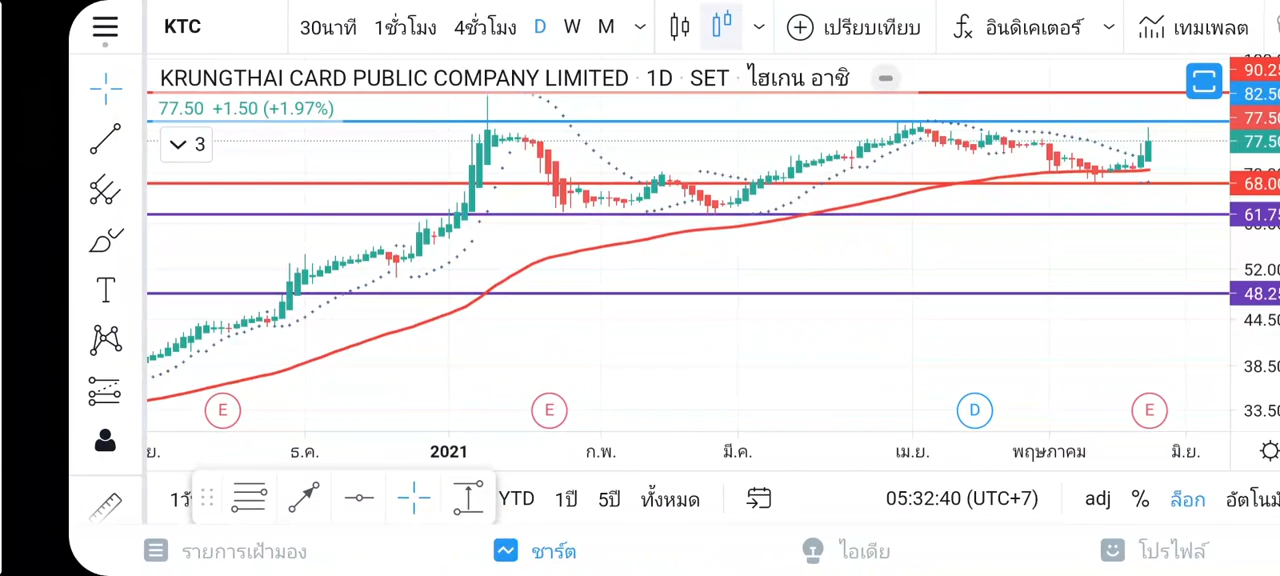 KTC
30นาที 1ชั่วโมง 4ชั่วโมง D W M เปรียบเทียบ อินดิเคเตอร์ เทมเพลต
KRUNGTHAI CARD PUBLIC COMPANY LIMITED · 1D · SET · ไฮเกน อาชิ
77.50 +1.50 (+1.97%)
3
90.25
82.50
77.50
77.50
68.00
61.75
52.00
48.25
44.50
38.50
33.50
E E D E
ธ.ค. 2021 ก.พ. มี.ค. เม.ย. พฤษภาคม มิ.ย.
YTD 1ปี 5ปี ทั้งหมด 05:32:40 (UTC+7) adj % ล็อก
T
รายการเฝ้ามอง ชาร์ต ไอเดีย โปรไฟล์